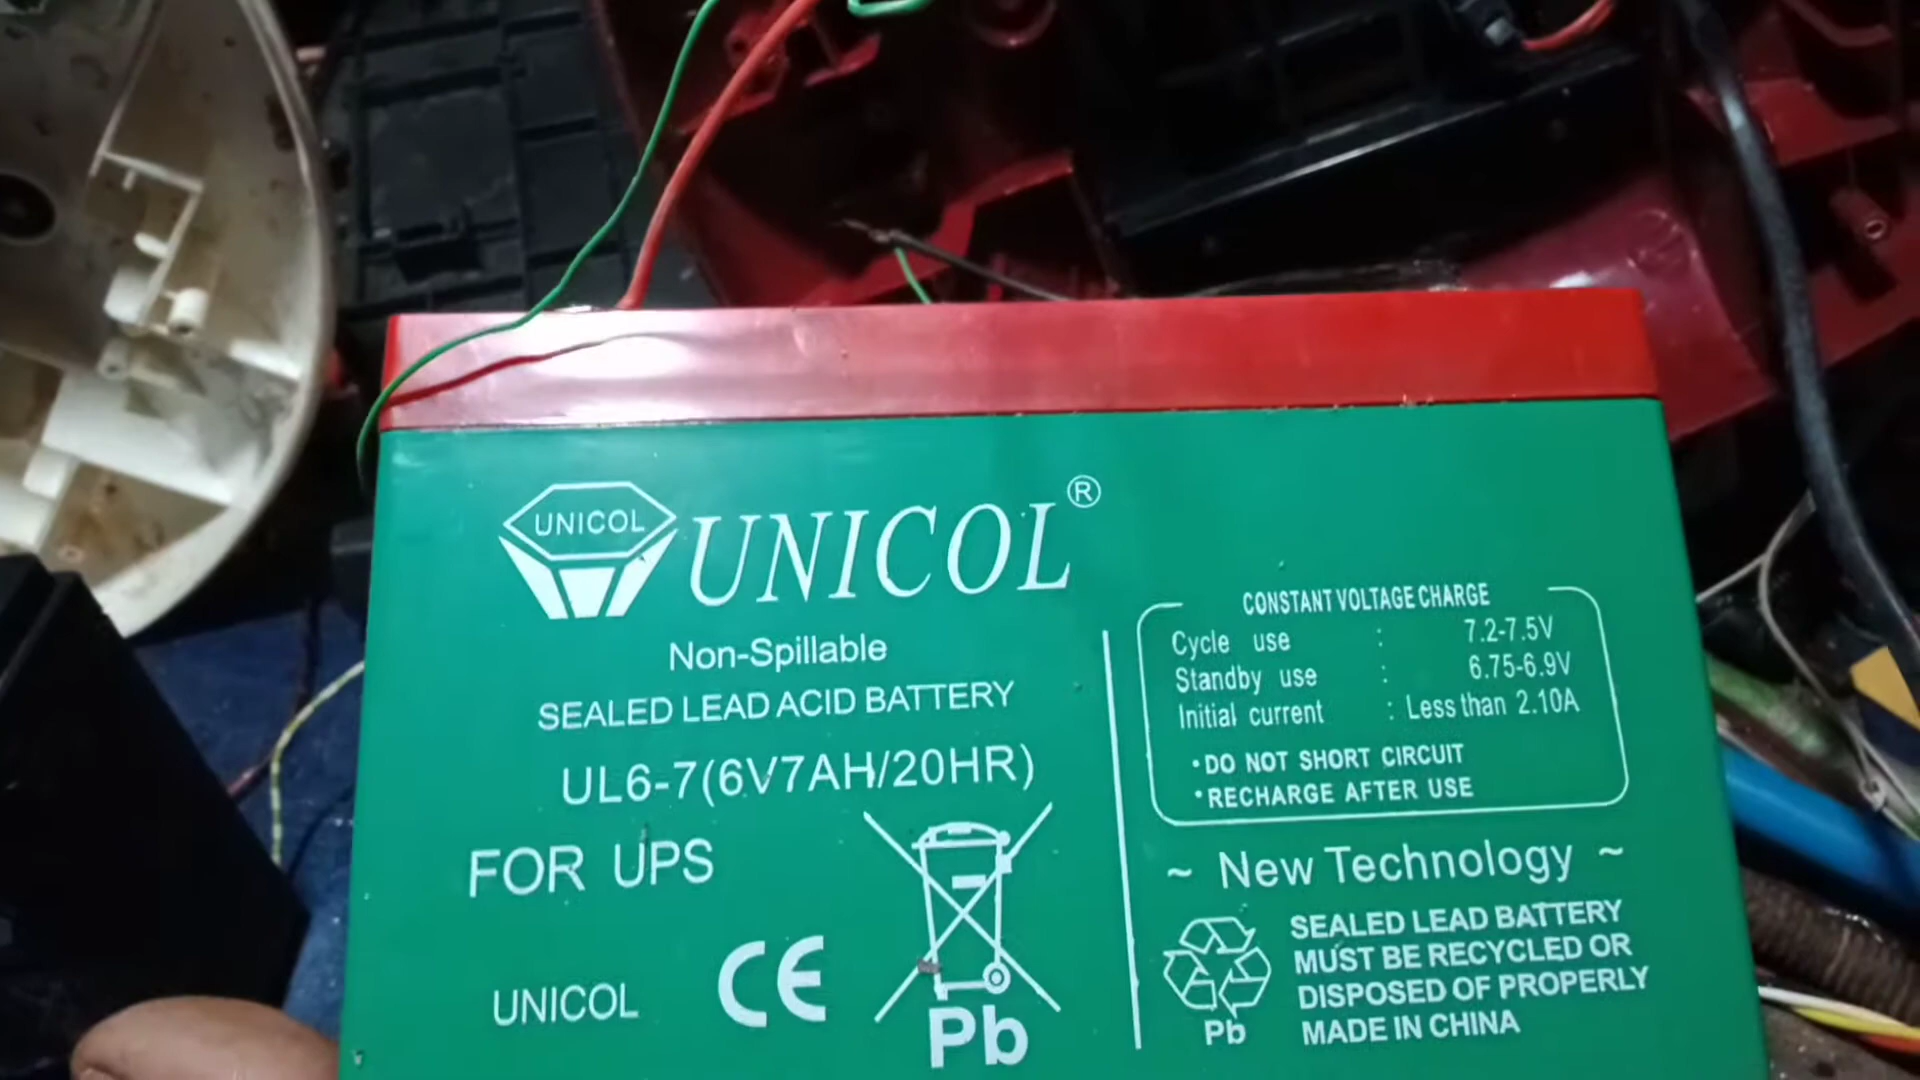 UNICOL
UNICOL®
Non-Spillable
SEALED LEAD ACID BATTERY
UL6-7(6V7AH/20HR)
FOR UPS
UNICOL
CE
Pb
CONSTANT VOLTAGE CHARGE
Cycle use : 7.2-7.5V
Standby use : 6.75-6.9V
Initial current : Less than 2.10A
•DO NOT SHORT CIRCUIT
•RECHARGE AFTER USE
~ New Technology ~
SEALED LEAD BATTERY
MUST BE RECYCLED OR
DISPOSED OF PROPERLY
MADE IN CHINA
Pb